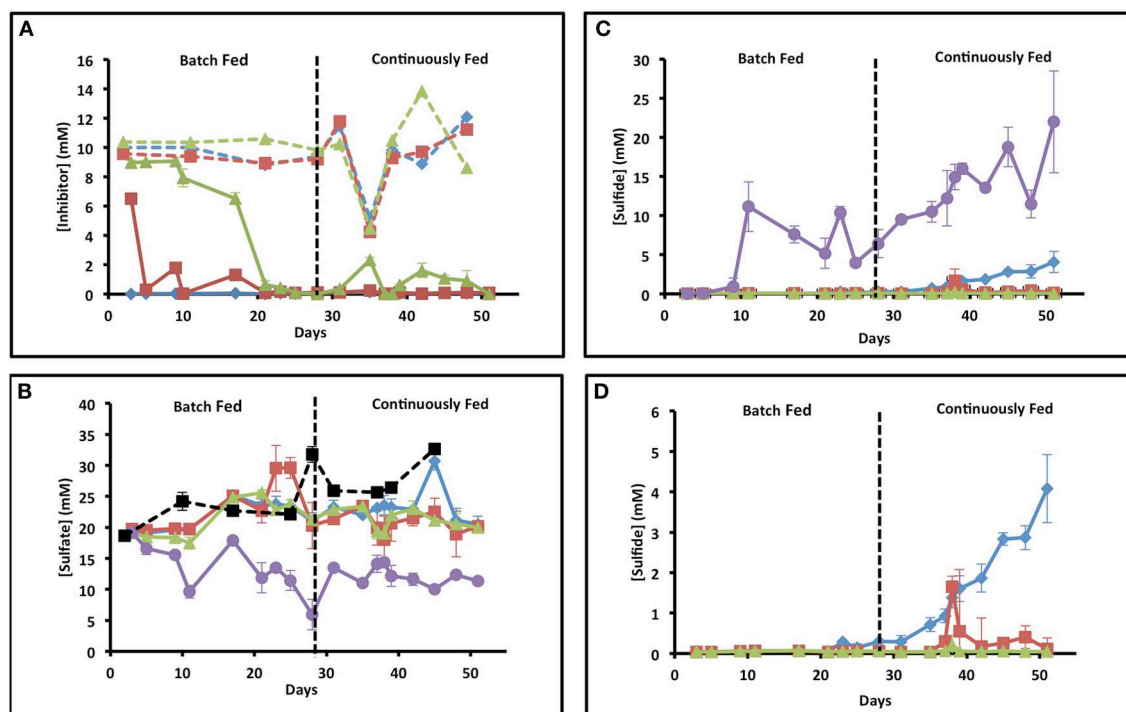 A
Batch Fed
Continuously Fed
[Inhibitor] (mM)
16
14
12
10
8
6
4
2
0
0 10 20 30 40 50
Days
C
Batch Fed
Continuously Fed
[Sulfide] (mM)
30
25
20
15
10
5
0
0 10 20 30 40 50
Days
B
Batch Fed
Continuously Fed
[Sulfate] (mM)
40
35
30
25
20
15
10
5
0
0 10 20 30 40 50
Days
D
Batch Fed
Continuously Fed
[Sulfide] (mM)
6
5
4
3
2
1
0
0 10 20 30 40 50
Days